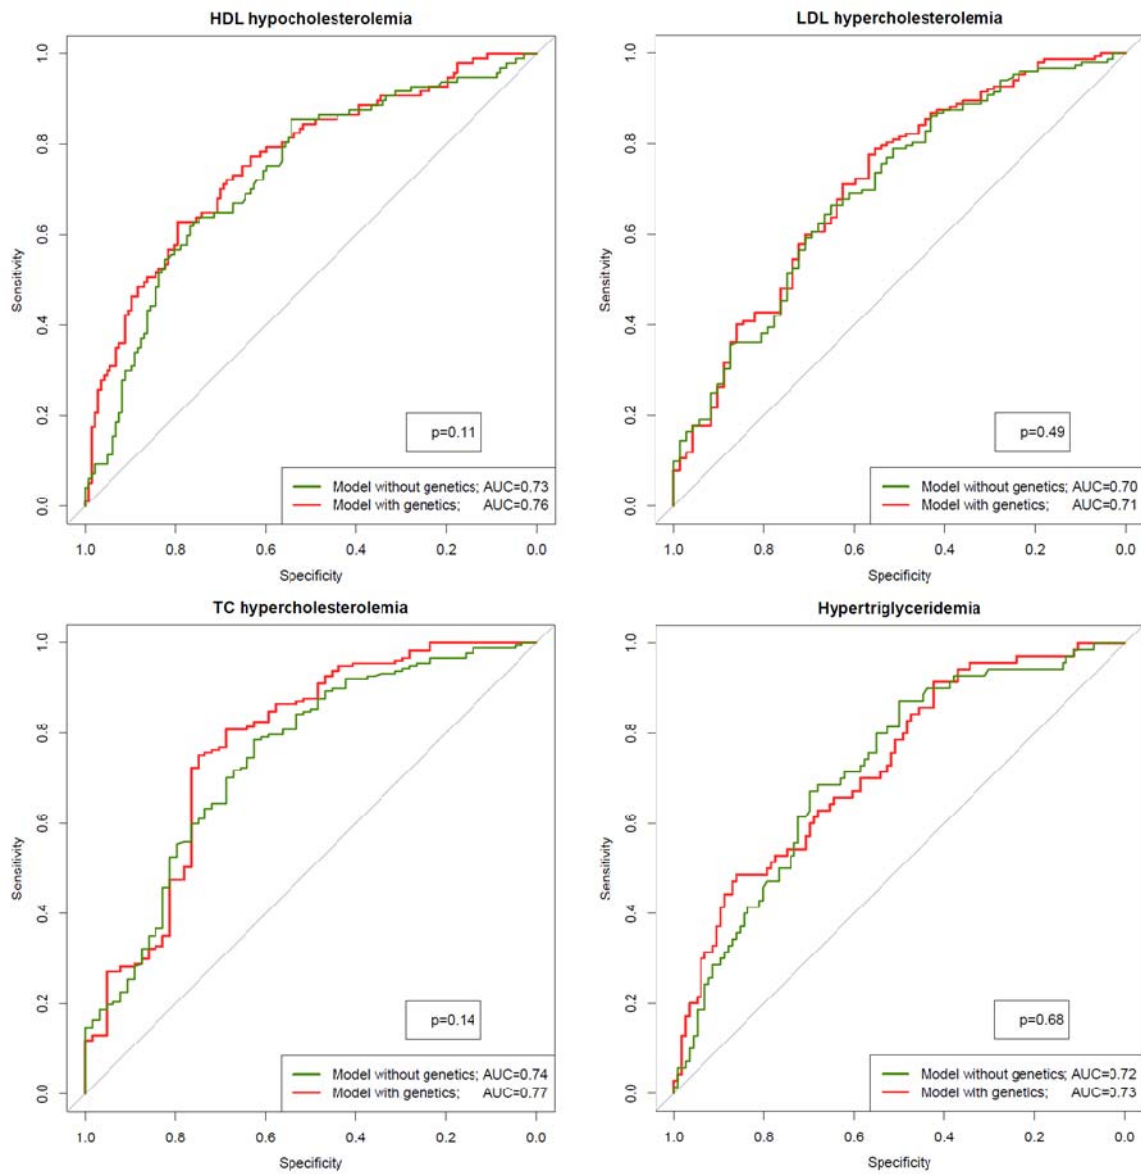 HDL hypocholesterolemia
1.0
0.8
0.6
0.4
0.2
0.0
Sensitivity
p=0.11
Model without genetics; AUC=0.73
Model with genetics; AUC=0.76
1.0 0.8 0.6 0.4 0.2 0.0
Specificity
LDL hypercholesterolemia
1.0
0.8
0.6
0.4
0.2
0.0
Sensitivity
p=0.49
Model without genetics; AUC=0.70
Model with genetics; AUC=0.71
1.0 0.8 0.6 0.4 0.2 0.0
Specificity
TC hypercholesterolemia
1.0
0.8
0.6
0.4
0.2
0.0
Sensitivity
p=0.14
Model without genetics; AUC=0.74
Model with genetics; AUC=0.77
1.0 0.8 0.6 0.4 0.2 0.0
Specificity
Hypertriglyceridemia
1.0
0.8
0.6
0.4
0.2
0.0
Sensitivity
p=0.68
Model without genetics; AUC=0.72
Model with genetics; AUC=0.73
1.0 0.8 0.6 0.4 0.2 0.0
Specificity